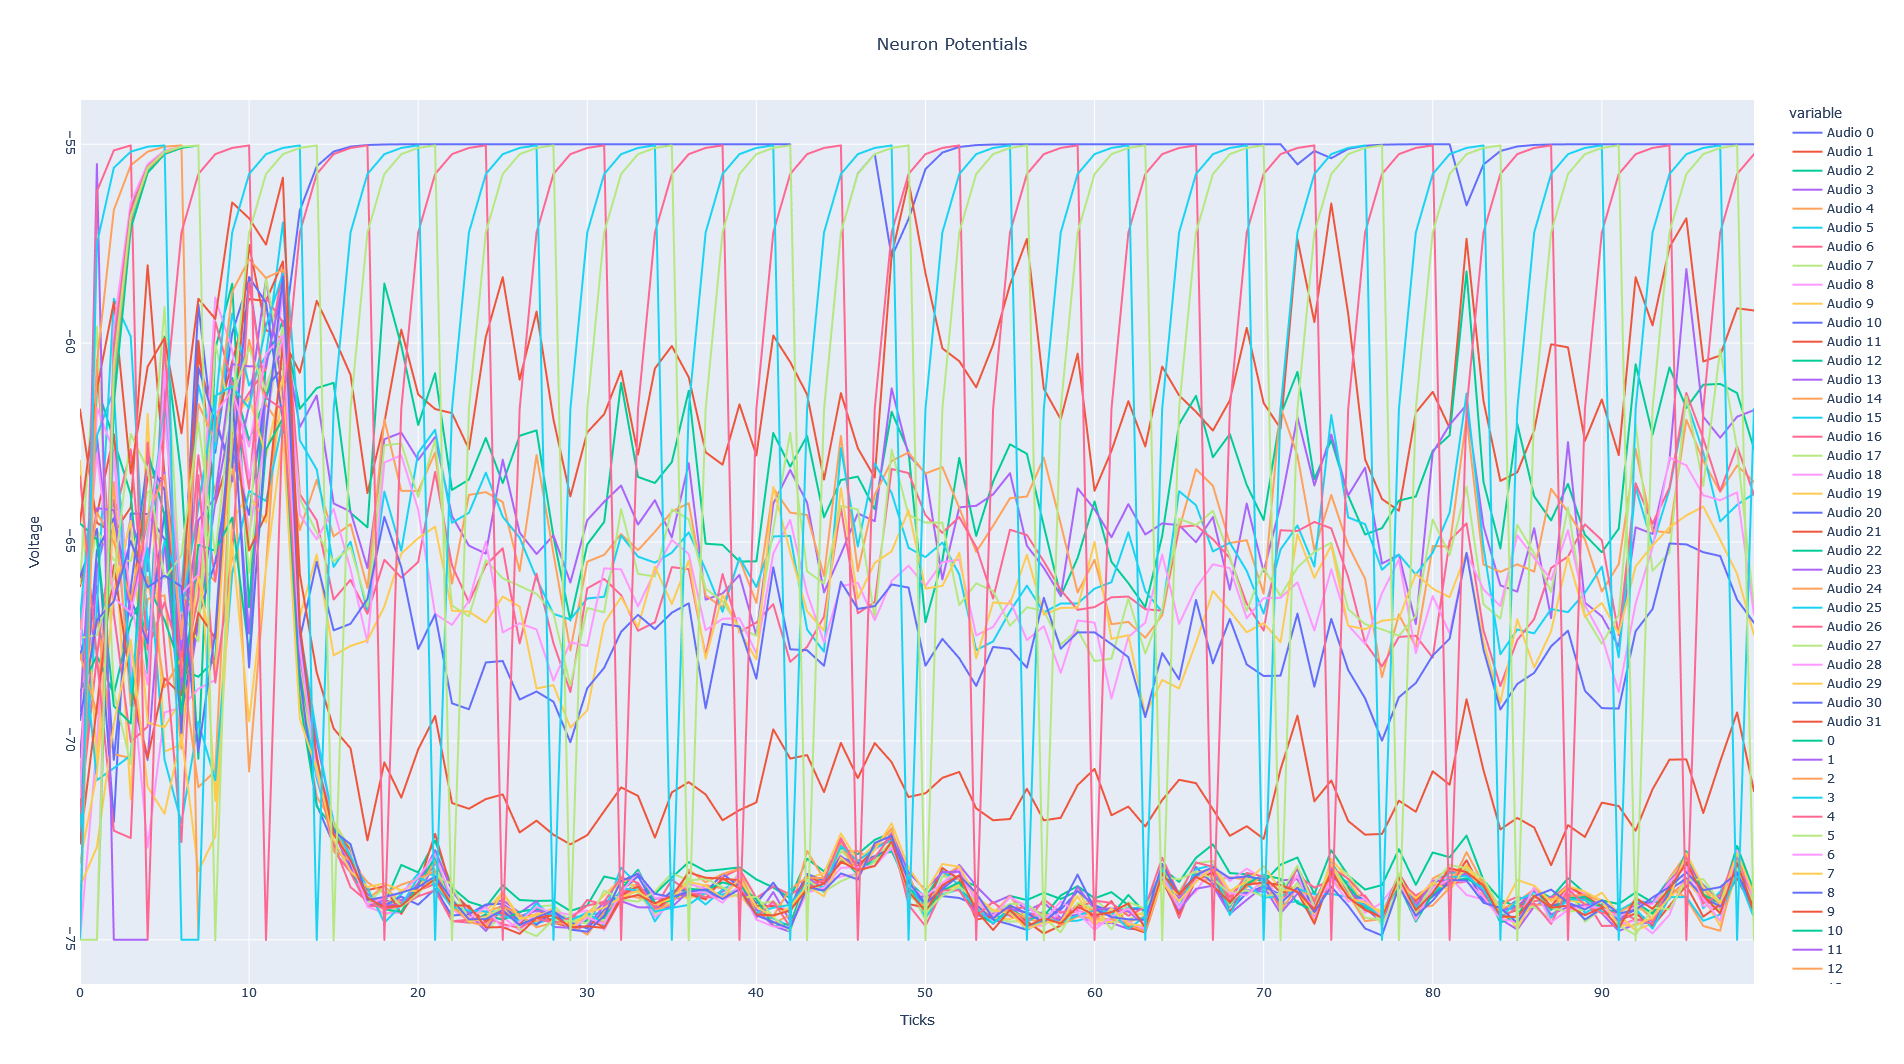 Neuron Potentials
Voltage
−55
−60
−65
−70
−75
0 10 20 30 40 50 60 70 80 90
Ticks
variable
Audio 0
Audio 1
Audio 2
Audio 3
Audio 4
Audio 5
Audio 6
Audio 7
Audio 8
Audio 9
Audio 10
Audio 11
Audio 12
Audio 13
Audio 14
Audio 15
Audio 16
Audio 17
Audio 18
Audio 19
Audio 20
Audio 21
Audio 22
Audio 23
Audio 24
Audio 25
Audio 26
Audio 27
Audio 28
Audio 29
Audio 30
Audio 31
0
1
2
3
4
5
6
7
8
9
10
11
12